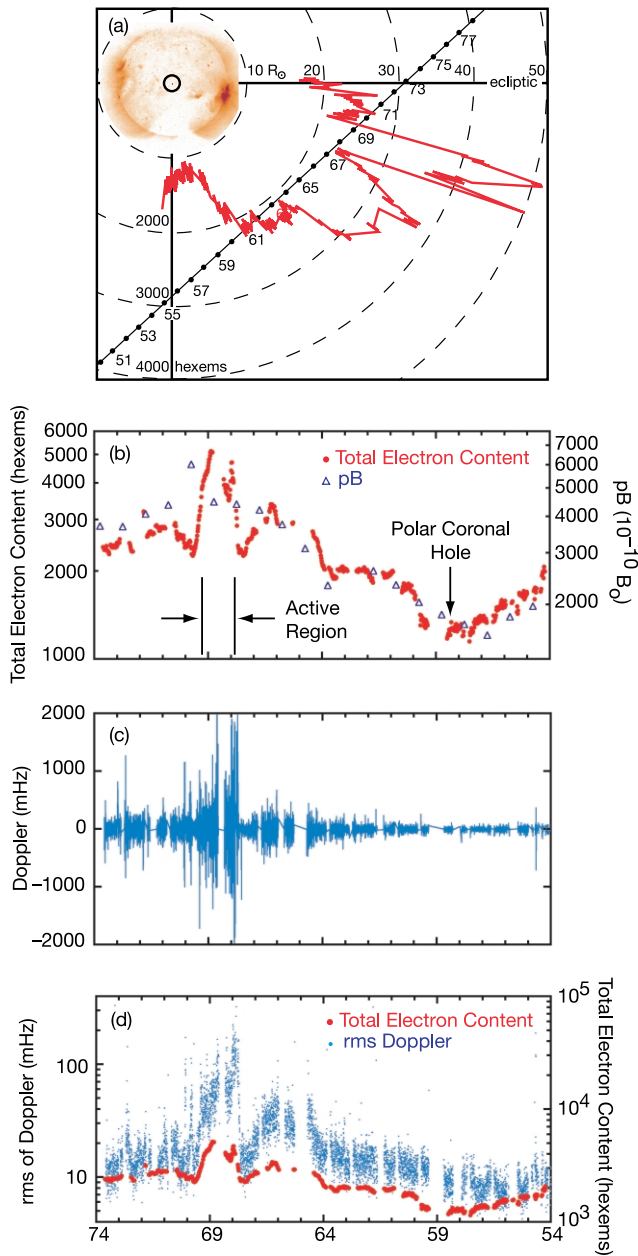 (a)
10 R⊙ 20 30 40 50
ecliptic
77
75
73
71
69
67
65
61
59
57
55
53
51
2000
3000
4000 hexems
(b)
Total Electron Content (hexems)
6000
5000
4000
3000
2000
1000
Total Electron Content
pB
Polar Coronal
Hole
Active
Region
7000
6000
5000
4000
3000
2000
pB (10⁻¹⁰ B₀)
(c)
Doppler (mHz)
2000
1000
0
−1000
−2000
(d)
rms of Doppler (mHz)
100
10
Total Electron Content
rms Doppler
10⁵
10⁴
10³
Total Electron
Content (hexems)
74 69 64 59 54